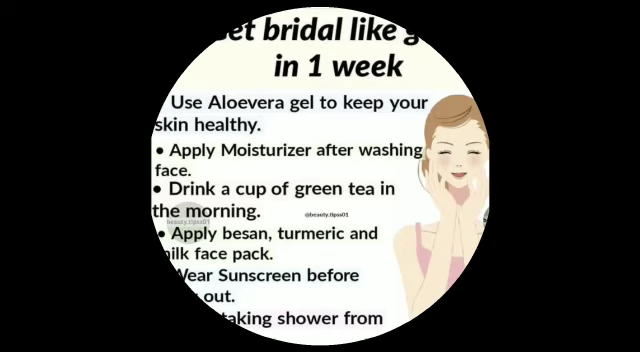 bridal like
in 1 week
Use Aloevera gel to keep your
skin healthy.
• Apply Moisturizer after washing
face.
• Drink a cup of green tea in
the morning.
@beauty.tipss01
beauty.tipss01
• Apply besan, turmeric and
milk face pack.
Wear Sunscreen before
out.
taking shower from